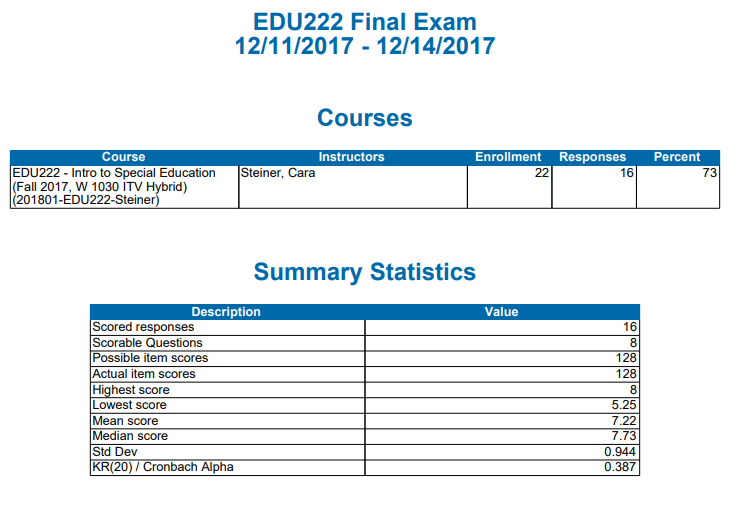 EDU222 Final Exam
12/11/2017 - 12/14/2017
Courses
Course Instructors Enrollment Responses Percent
EDU222 - Intro to Special Education Steiner, Cara 22 16 73
(Fall 2017, W 1030 ITV Hybrid)
(201801-EDU222-Steiner)
Summary Statistics
Description Value
Scored responses 16
Scorable Questions 8
Possible item scores 128
Actual item scores 128
Highest score 8
Lowest score 5.25
Mean score 7.22
Median score 7.73
Std Dev 0.944
KR(20) / Cronbach Alpha 0.387